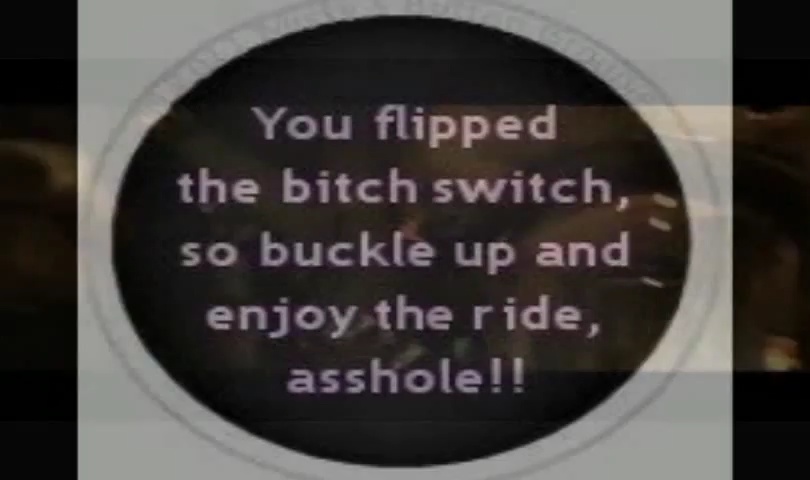 You flipped
the bitch switch,
so buckle up and
enjoy the ride,
asshole!!